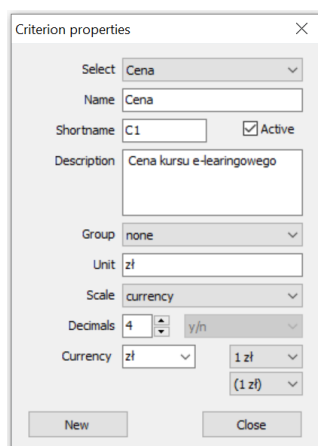 Criterion properties
Select Cena
Name Cena
Shortname C1 Active
Description Cena kursu e-learingowego
Group none
Unit zł
Scale currency
Decimals 4 y/n
Currency zł 1 zł
(1 zł)
New Close